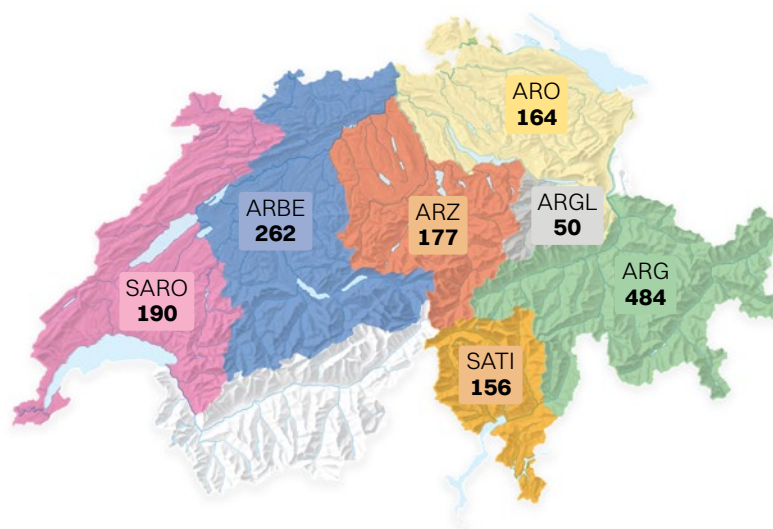 ARO
164
ARBE
262
ARZ
177
ARGL
50
SARO
190
ARG
484
SATI
156